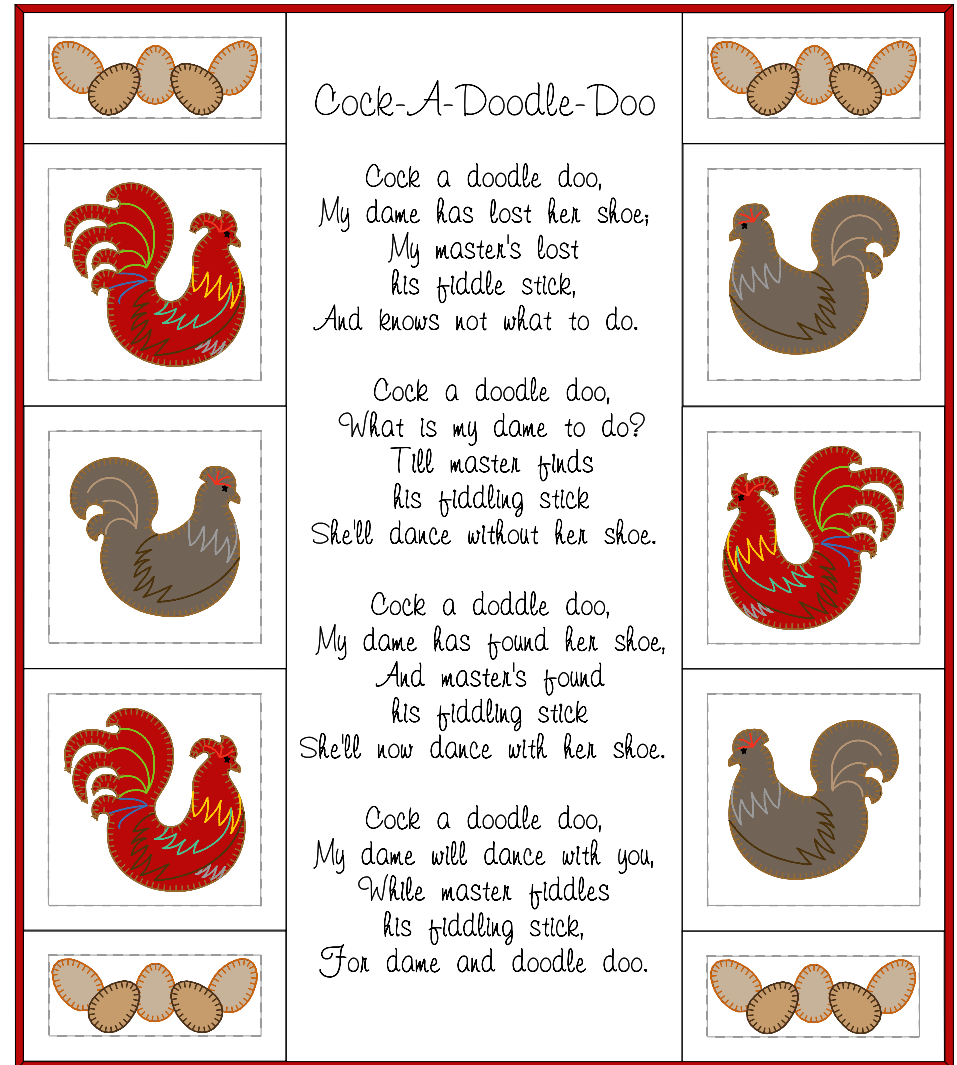 Cock-A-Doodle-Doo
Cock a doodle doo,
My dame has lost her shoe;
My master's lost
his fiddle stick,
And knows not what to do.
Cock a doodle doo,
What is my dame to do?
Till master finds
his fiddling stick
She'll dance without her shoe.
Cock a doddle doo,
My dame has found her shoe,
And master's found
his fiddling stick
She'll now dance with her shoe.
Cock a doodle doo,
My dame will dance with you,
While master fiddles
his fiddling stick,
For dame and doodle doo.